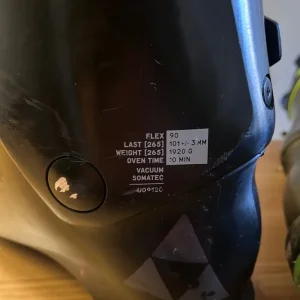 FLEX 90
LAST [265] 101+/- 3 MM
WEIGHT [265] 1920 G
OVEN TIME 10 MIN
VACUUM
SOMATEC